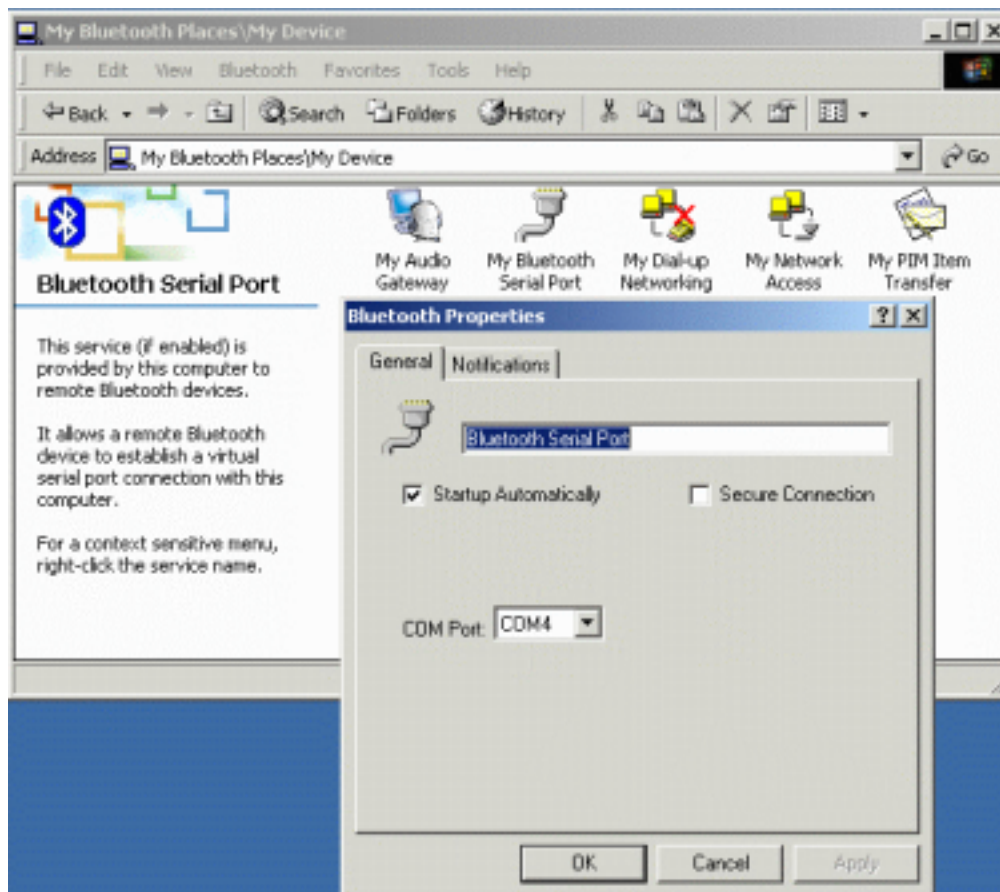 My Bluetooth Places\My Device
File Edit View Bluetooth Favorites Tools Help
Back Search Folders History
Address My Bluetooth Places\My Device Go
Bluetooth Serial Port
This service (if enabled) is
provided by this computer to
remote Bluetooth devices.
It allows a remote Bluetooth
device to establish a virtual
serial port connection with this
computer.
For a context sensitive menu,
right-click the service name.
My Audio
Gateway
My Bluetooth
Serial Port
My Dial-up
Networking
My Network
Access
My PIM Item
Transfer
Bluetooth Properties
General Notifications
Bluetooth Serial Port
Startup Automatically Secure Connection
COM Port: COM4
OK Cancel Apply